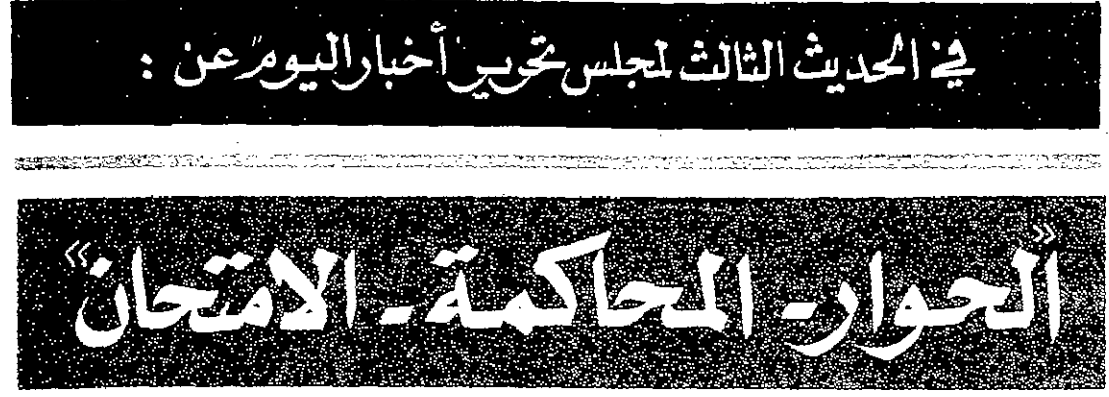 في الحديث الثالث لمجلس تحرير "أخبار اليوم" عن :
«الحوار - المحاكمة - الامتحان»